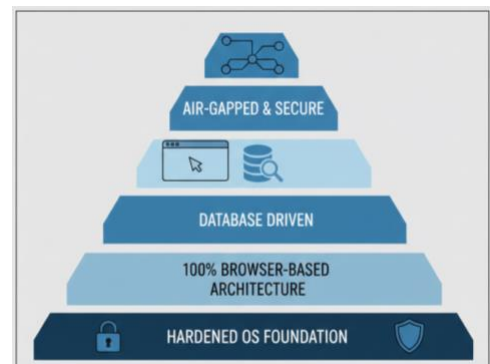 AIR-GAPPED & SECURE
DATABASE DRIVEN
100% BROWSER-BASED
ARCHITECTURE
HARDENED OS FOUNDATION